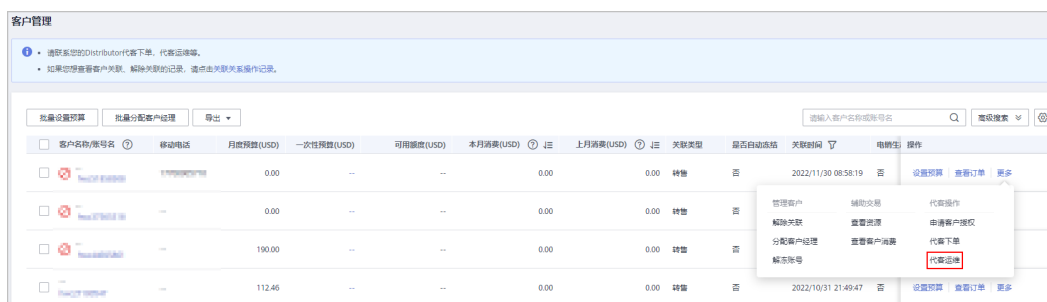 客户管理
• 请联系您的Distributor代客下单、代客运维等。
• 如果您想查看客户关联、解除关联的记录，请点击关联关系操作记录。
批量设置预算 批量分配客户经理 导出 请输入客户名称或账号名 高级搜索
客户名称/账号名 移动电话 月度预算(USD) 一次性预算(USD) 可用额度(USD) 本月消费(USD) 上月消费(USD) 关联类型 是否自动冻结 关联时间 电销生 操作
0.00 -- -- 0.00 0.00 转售 否 2022/11/30 08:58:19 否 设置预算 查看订单 更多
0.00 -- -- 0.00 0.00 转售 否
190.00 -- -- 0.00 0.00 转售 否
112.46 -- -- 0.00 0.00 转售 否 2022/10/31 21:49:47 否 设置预算 查看订单 更多
管理客户 辅助交易 代客操作
解除关联 查看资源 申请客户授权
分配客户经理 查看客户消费 代客下单
解冻账号 代客运维